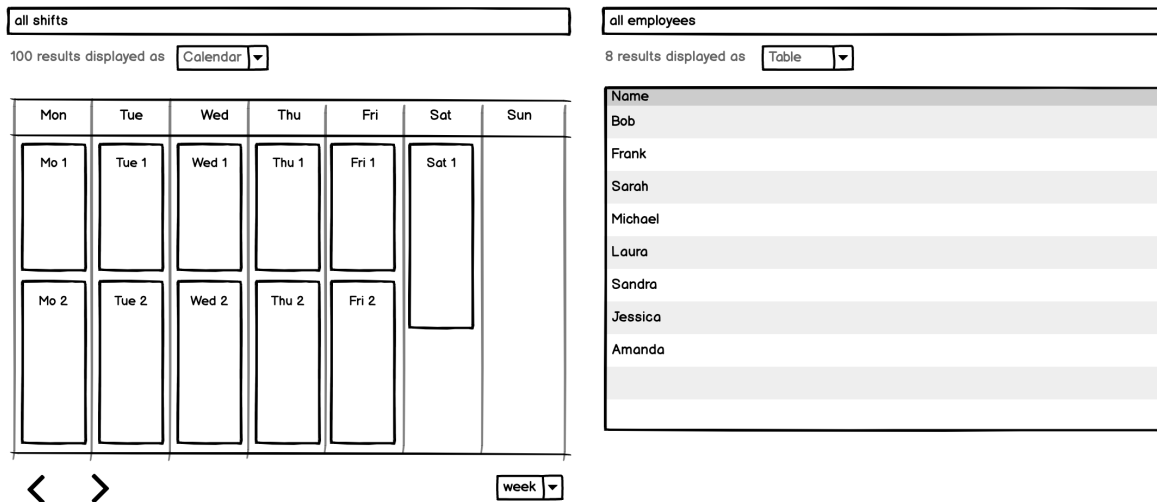 all shifts
100 results displayed as Calendar
Mon Tue Wed Thu Fri Sat Sun
Mo 1 Tue 1 Wed 1 Thu 1 Fri 1 Sat 1
Mo 2 Tue 2 Wed 2 Thu 2 Fri 2
week
all employees
8 results displayed as Table
Name
Bob
Frank
Sarah
Michael
Laura
Sandra
Jessica
Amanda